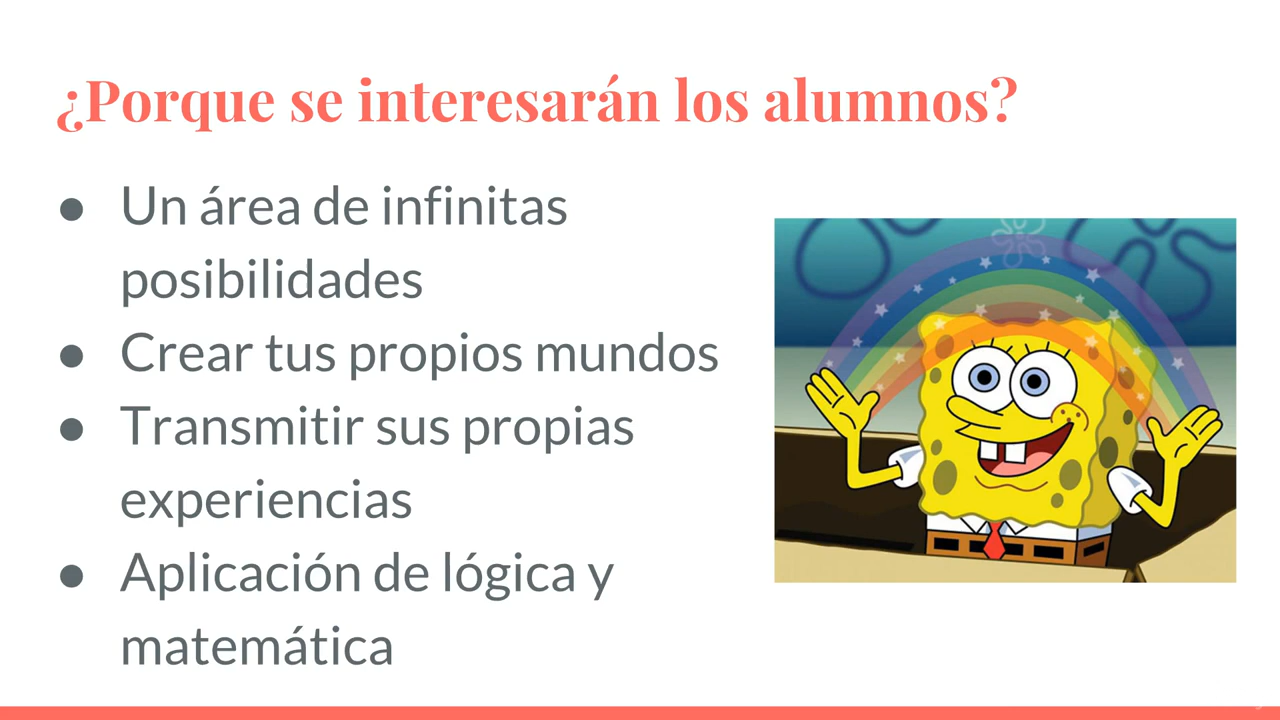 ¿Porque se interesarán los alumnos?
● Un área de infinitas
posibilidades
● Crear tus propios mundos
● Transmitir sus propias
experiencias
● Aplicación de lógica y
matemática